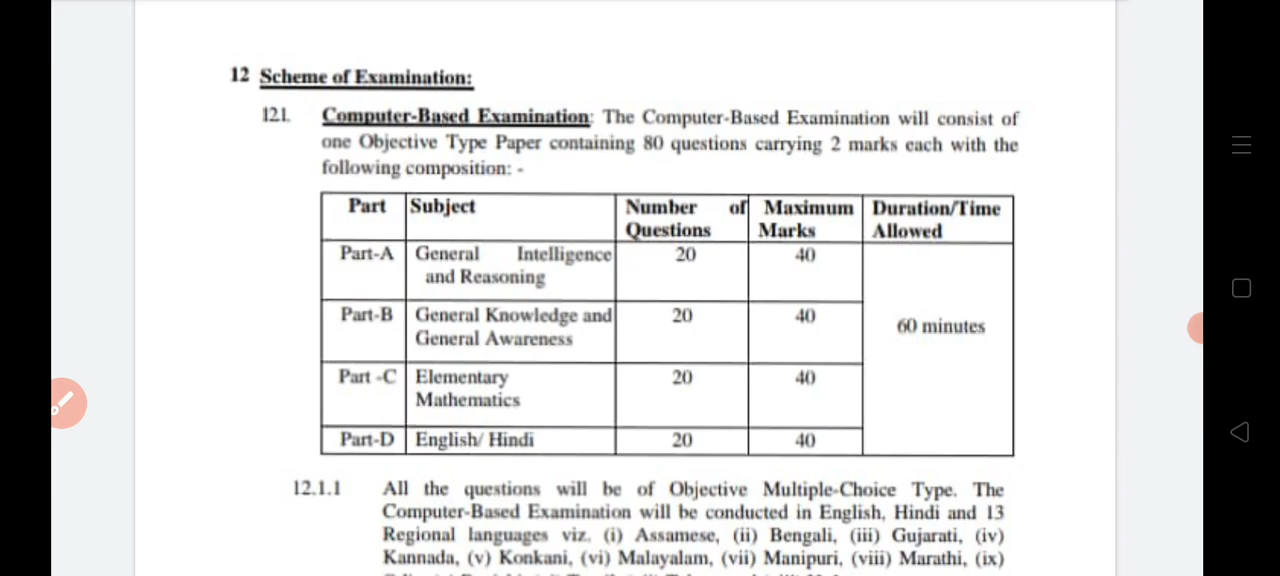 12 Scheme of Examination:
12.1. Computer-Based Examination: The Computer-Based Examination will consist of
one Objective Type Paper containing 80 questions carrying 2 marks each with the
following composition: -
Part Subject Number of Maximum Duration/Time
Questions Marks Allowed
Part-A General Intelligence 20 40
and Reasoning
Part-B General Knowledge and 20 40
General Awareness
60 minutes
Part -C Elementary 20 40
Mathematics
Part-D English/ Hindi 20 40
12.1.1 All the questions will be of Objective Multiple-Choice Type. The
Computer-Based Examination will be conducted in English, Hindi and 13
Regional languages viz. (i) Assamese, (ii) Bengali, (iii) Gujarati, (iv)
Kannada, (v) Konkani, (vi) Malayalam, (vii) Manipuri, (viii) Marathi, (ix)